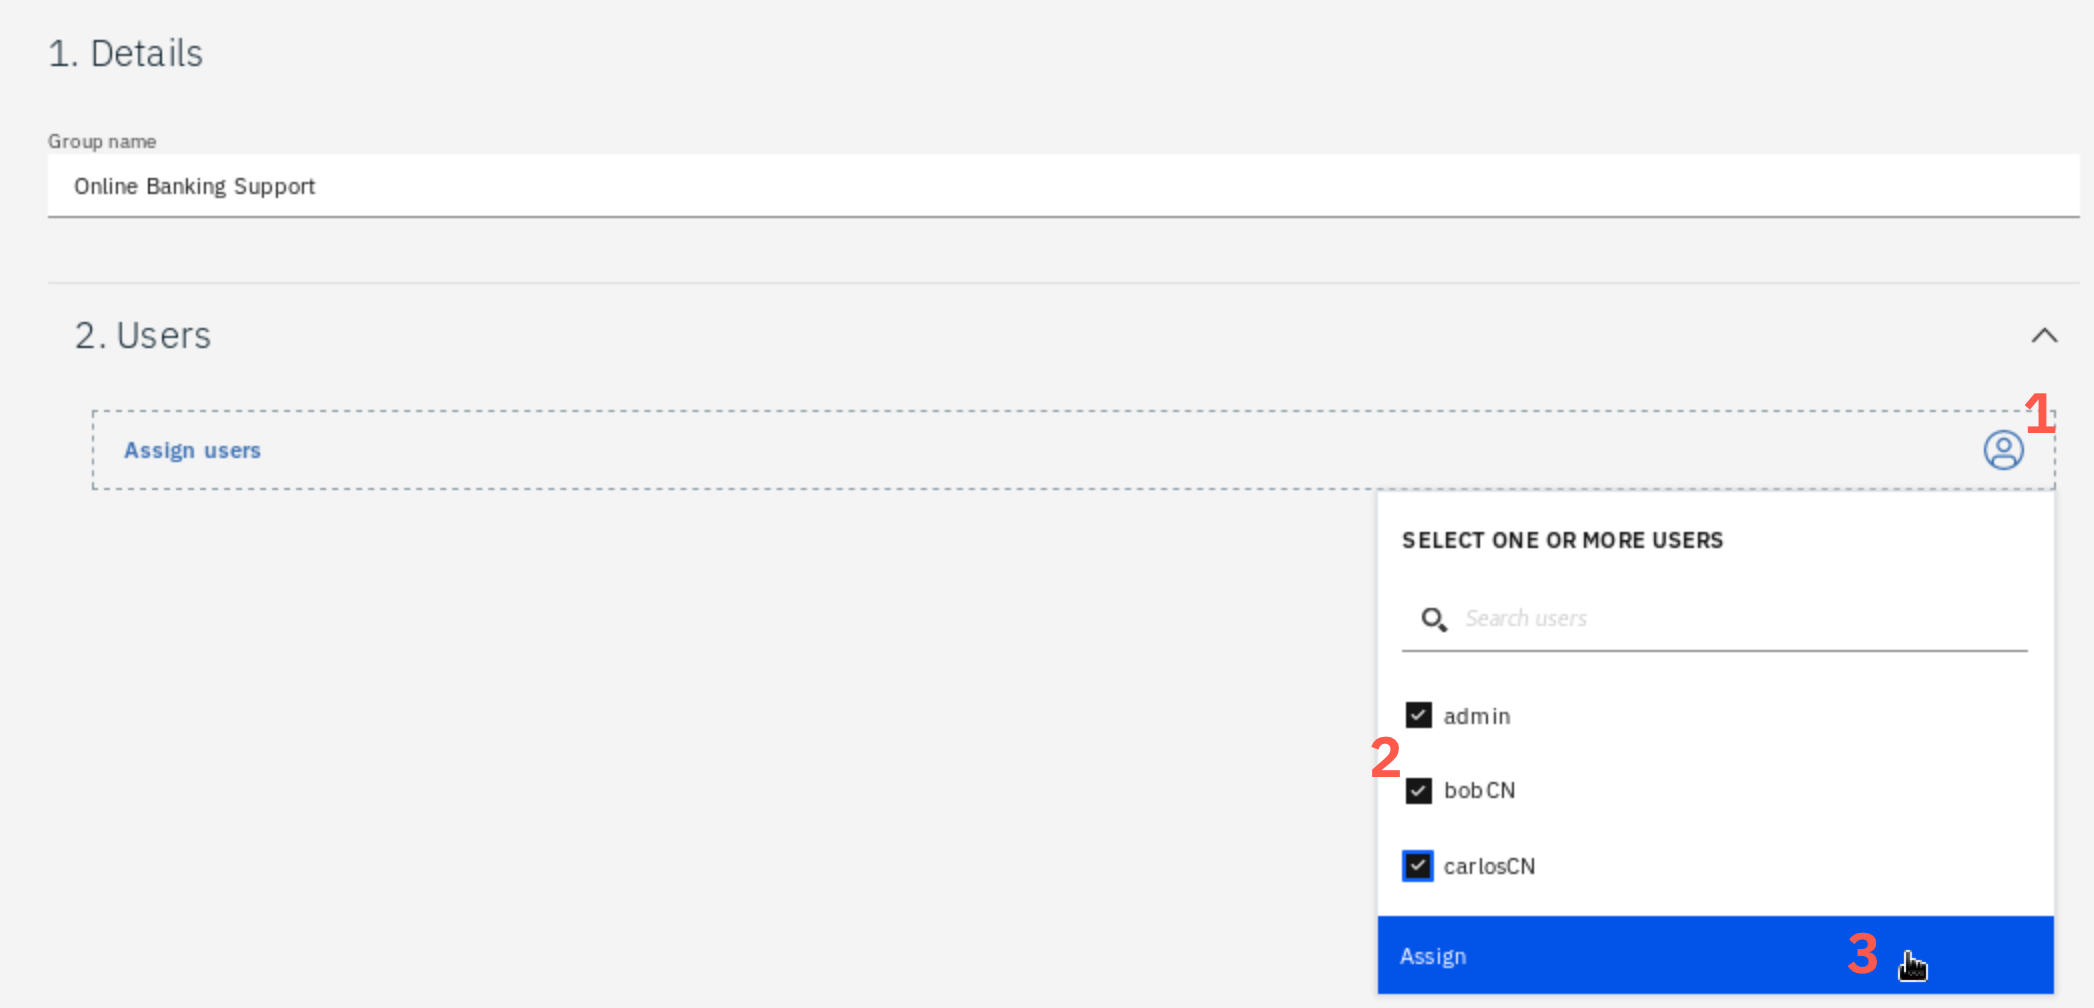 1. Details
Group name
Online Banking Support
2. Users
1
Assign users
SELECT ONE OR MORE USERS
Search users
admin
2
bobCN
carlosCN
Assign
3